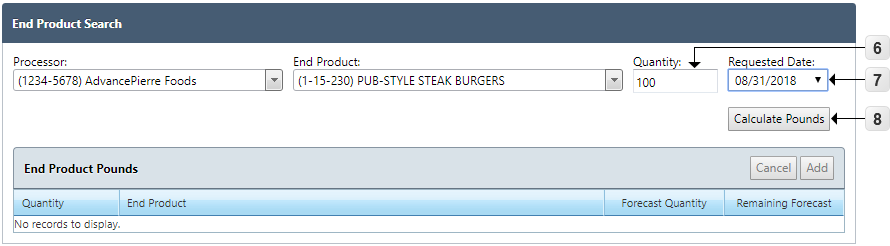 End Product Search
Processor: End Product: Quantity: Requested Date:
(1234-5678) AdvancePierre Foods (1-15-230) PUB-STYLE STEAK BURGERS 100 08/31/2018
6
7
Calculate Pounds 8
End Product Pounds Cancel Add
Quantity End Product Forecast Quantity Remaining Forecast
No records to display.